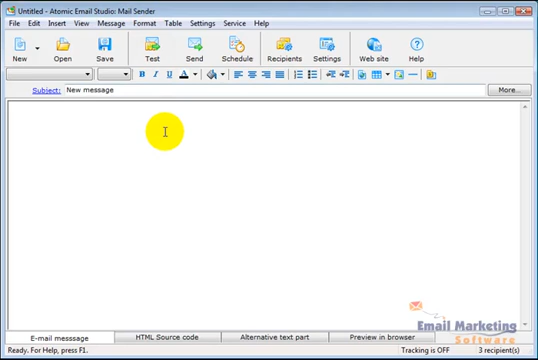 Untitled - Atomic Email Studio: Mail Sender
File Edit Insert View Message Format Table Settings Service Help
New Open Save Test Send Schedule Recipients Settings Web site Help
B I U A
Subject: New message More...
Email Marketing
Software
E-mail messsage HTML Source code Alternative text part Preview in browser
Ready. For Help, press F1. Tracking is OFF 3 recipient(s)